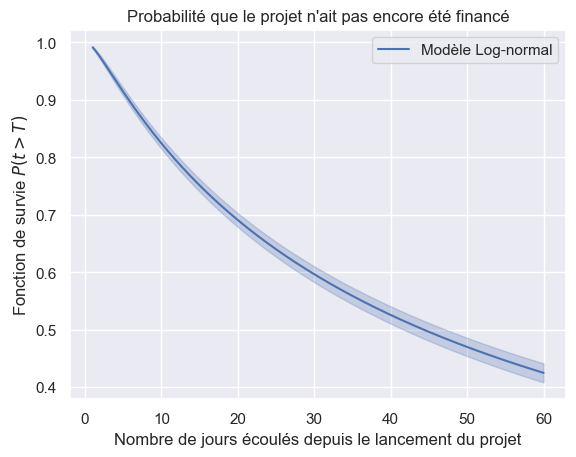 Probabilité que le projet n'ait pas encore été financé
Modèle Log-normal
Fonction de survie P(t > T)
1.0
0.9
0.8
0.7
0.6
0.5
0.4
0 10 20 30 40 50 60
Nombre de jours écoulés depuis le lancement du projet